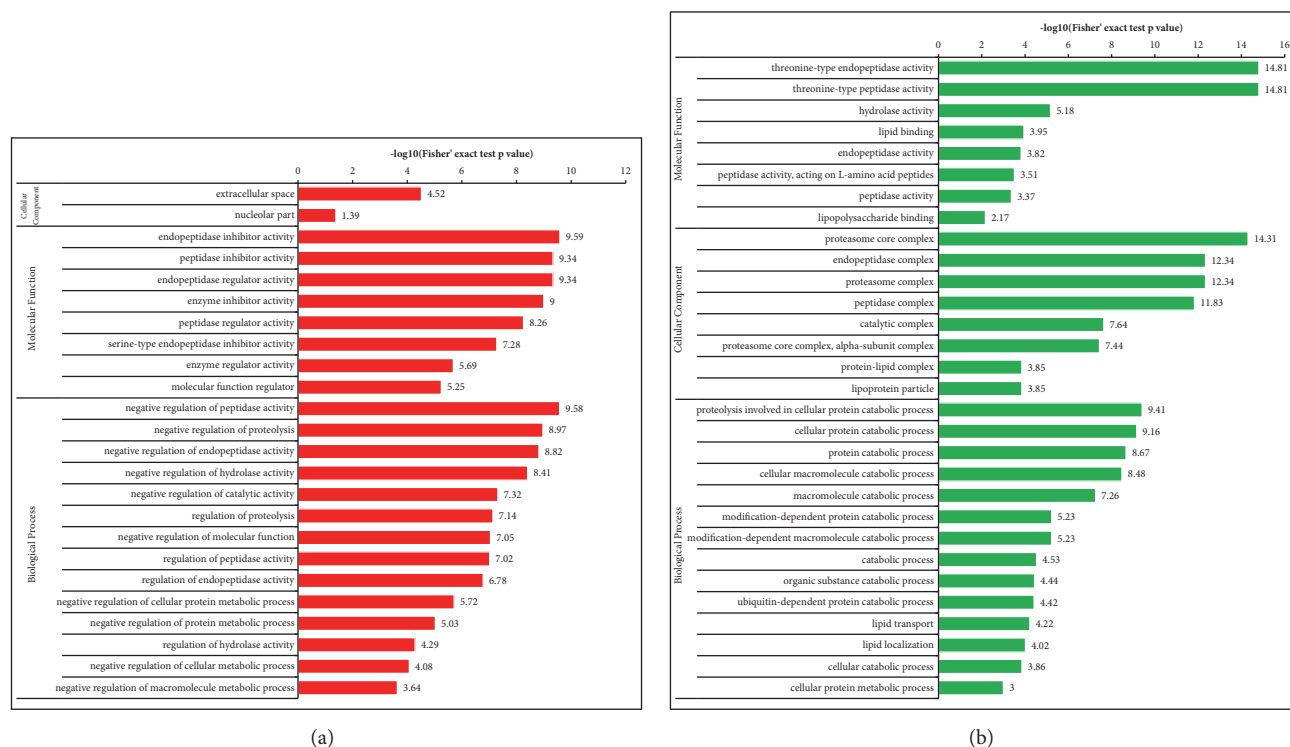 -log10(Fisher' exact test p value)
0 2 4 6 8 10 12
Cellular
Component
extracellular space 4.52
nucleolar part 1.39
Molecular Function
endopeptidase inhibitor activity 9.59
peptidase inhibitor activity 9.34
endopeptidase regulator activity 9.34
enzyme inhibitor activity 9
peptidase regulator activity 8.26
serine-type endopeptidase inhibitor activity 7.28
enzyme regulator activity 5.69
molecular function regulator 5.25
Biological Process
negative regulation of peptidase activity 9.58
negative regulation of proteolysis 8.97
negative regulation of endopeptidase activity 8.82
negative regulation of hydrolase activity 8.41
negative regulation of catalytic activity 7.32
regulation of proteolysis 7.14
negative regulation of molecular function 7.05
regulation of peptidase activity 7.02
regulation of endopeptidase activity 6.78
negative regulation of cellular protein metabolic process 5.72
negative regulation of protein metabolic process 5.03
regulation of hydrolase activity 4.29
negative regulation of cellular metabolic process 4.08
negative regulation of macromolecule metabolic process 3.64
(a)
-log10(Fisher' exact test p value)
0 2 4 6 8 10 12 14 16
Molecular Function
threonine-type endopeptidase activity 14.81
threonine-type peptidase activity 14.81
hydrolase activity 5.18
lipid binding 3.95
endopeptidase activity 3.82
peptidase activity, acting on L-amino acid peptides 3.51
peptidase activity 3.37
lipopolysaccharide binding 2.17
Cellular Component
proteasome core complex 14.31
endopeptidase complex 12.34
proteasome complex 12.34
peptidase complex 11.83
catalytic complex 7.64
proteasome core complex, alpha-subunit complex 7.44
protein-lipid complex 3.85
lipoprotein particle 3.85
Biological Process
proteolysis involved in cellular protein catabolic process 9.41
cellular protein catabolic process 9.16
protein catabolic process 8.67
cellular macromolecule catabolic process 8.48
macromolecule catabolic process 7.26
modification-dependent protein catabolic process 5.23
modification-dependent macromolecule catabolic process 5.23
catabolic process 4.53
organic substance catabolic process 4.44
ubiquitin-dependent protein catabolic process 4.42
lipid transport 4.22
lipid localization 4.02
cellular catabolic process 3.86
cellular protein metabolic process 3
(b)